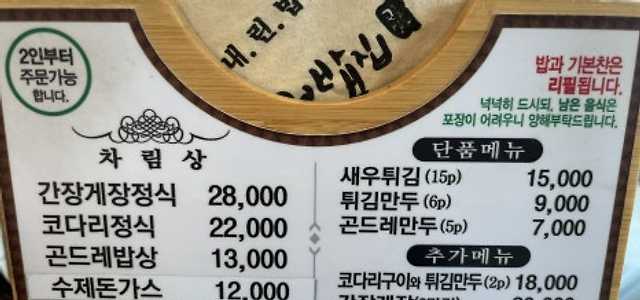 내.린.밥
밥집
2인부터
주문가능
합니다.
밥과 기본찬은
리필됩니다.
넉넉히 드시되, 남은 음식은
포장이 어려우니 양해부탁드립니다.
차림상
간장게장정식 28,000
코다리정식 22,000
곤드레밥상 13,000
수제돈가스 12,000
단품메뉴
새우튀김 (15p) 15,000
튀김만두 (6p) 9,000
곤드레만두 (5p) 7,000
추가메뉴
코다리구이와 튀김만두 (2p) 18,000